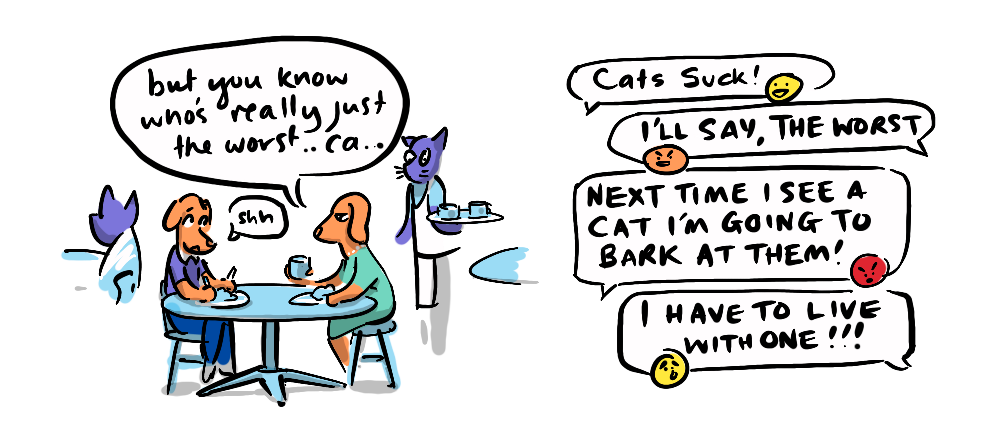 but you know
who's really just
the worst.. ca..
shh
Cats Suck!
I'LL SAY, THE WORST
NEXT TIME I SEE A
CAT I'M GOING TO
BARK AT THEM!
I HAVE TO LIVE
WITH ONE!!!